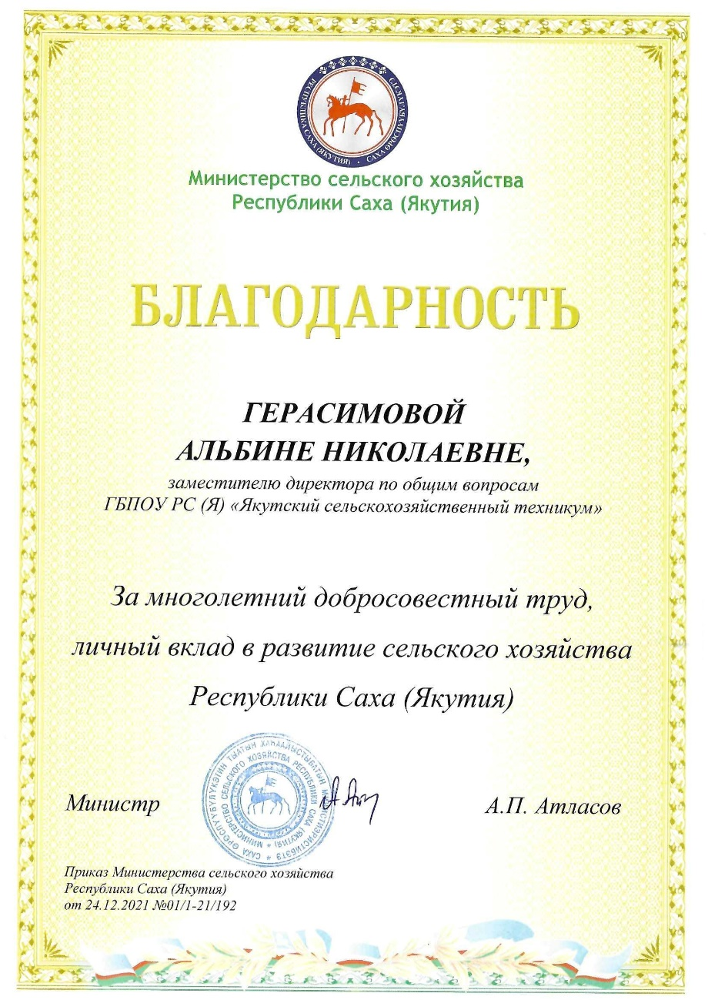 РЕСПУБЛИКА САХА (ЯКУТИЯ) • САХА ӨРӨСПҮҮБҮЛҮКЭТЭ
Министерство сельского хозяйства
Республики Саха (Якутия)
БЛАГОДАРНОСТЬ
ГЕРАСИМОВОЙ
АЛЬБИНЕ НИКОЛАЕВНЕ,
заместителю директора по общим вопросам
ГБПОУ РС (Я) «Якутский сельскохозяйственный техникум»
За многолетний добросовестный труд,
личный вклад в развитие сельского хозяйства
Республики Саха (Якутия)
САХА ӨРӨСПҮҮБҮЛҮКЭТИН ТЫАТЫН ХАҺААЙЫСТЫБАТЫН МИНИСТИЭРИСТИБЭТЭ
МИНИСТЕРСТВО СЕЛЬСКОГО ХОЗЯЙСТВА РЕСПУБЛИКИ САХА (ЯКУТИЯ)
Министр
А.П. Атласов
Приказ Министерства сельского хозяйства
Республики Саха (Якутия)
от 24.12.2021 №01/1-21/192